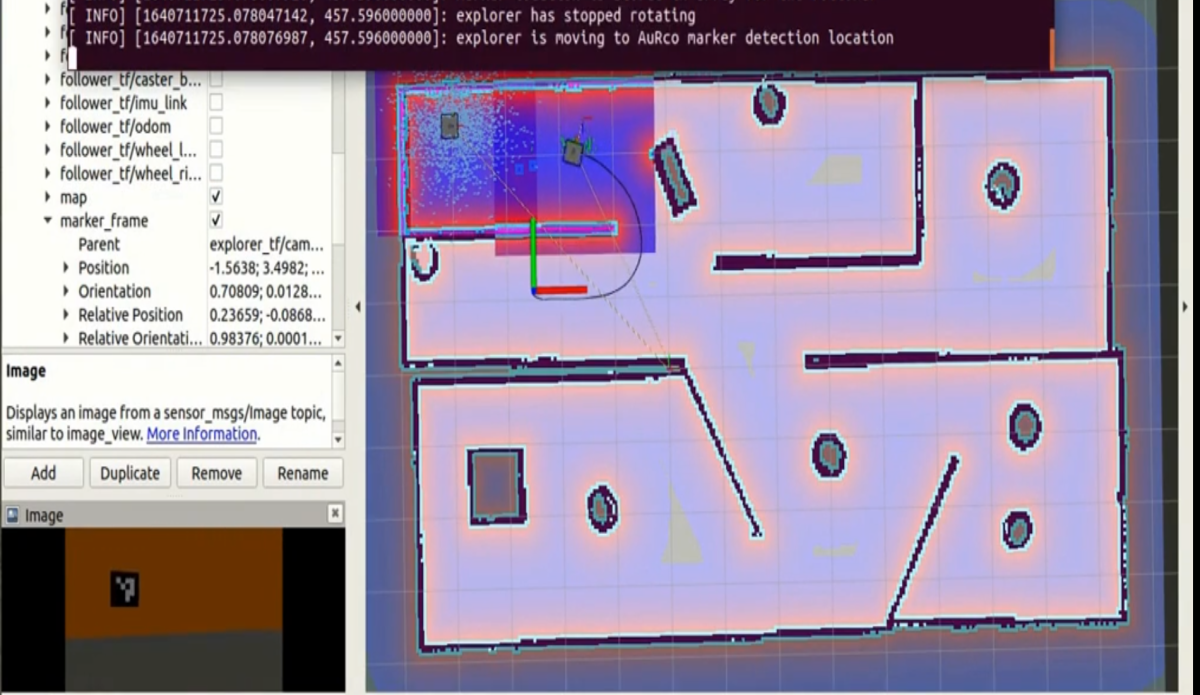 [ INFO] [1640711725.078047142, 457.596000000]: explorer has stopped rotating
[ INFO] [1640711725.078076987, 457.596000000]: explorer is moving to AuRco marker detection location
follower_tf/caster_b...
follower_tf/imu_link
follower_tf/odom
follower_tf/wheel_l...
follower_tf/wheel_ri...
map
marker_frame
Parent explorer_tf/cam...
Position -1.5638; 3.4982; ...
Orientation 0.70809; 0.0128...
Relative Position 0.23659; -0.0868...
Relative Orientati... 0.98376; 0.0001...
Image
Displays an image from a sensor_msgs/Image topic,
similar to image_view. More Information.
Add Duplicate Remove Rename
Image